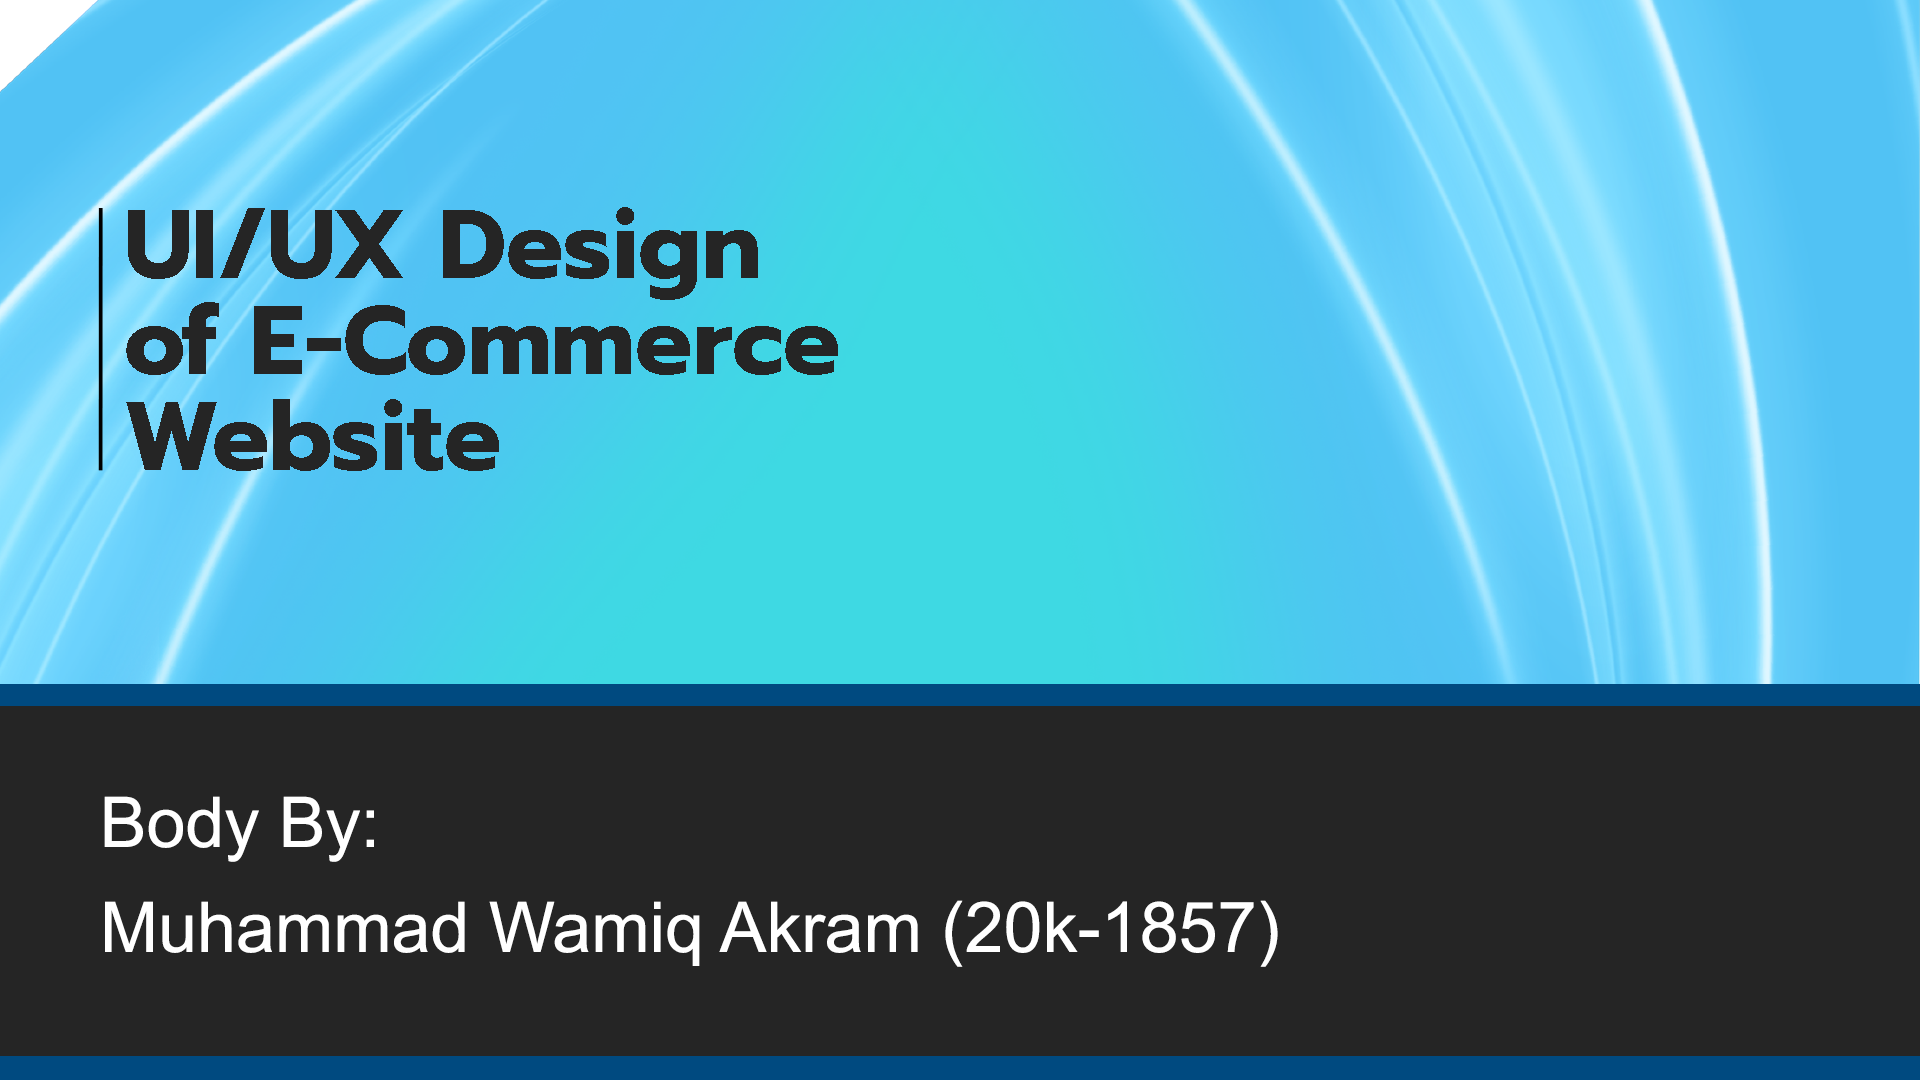 UI/UX Design
of E-Commerce
Website
Body By:
Muhammad Wamiq Akram (20k-1857)